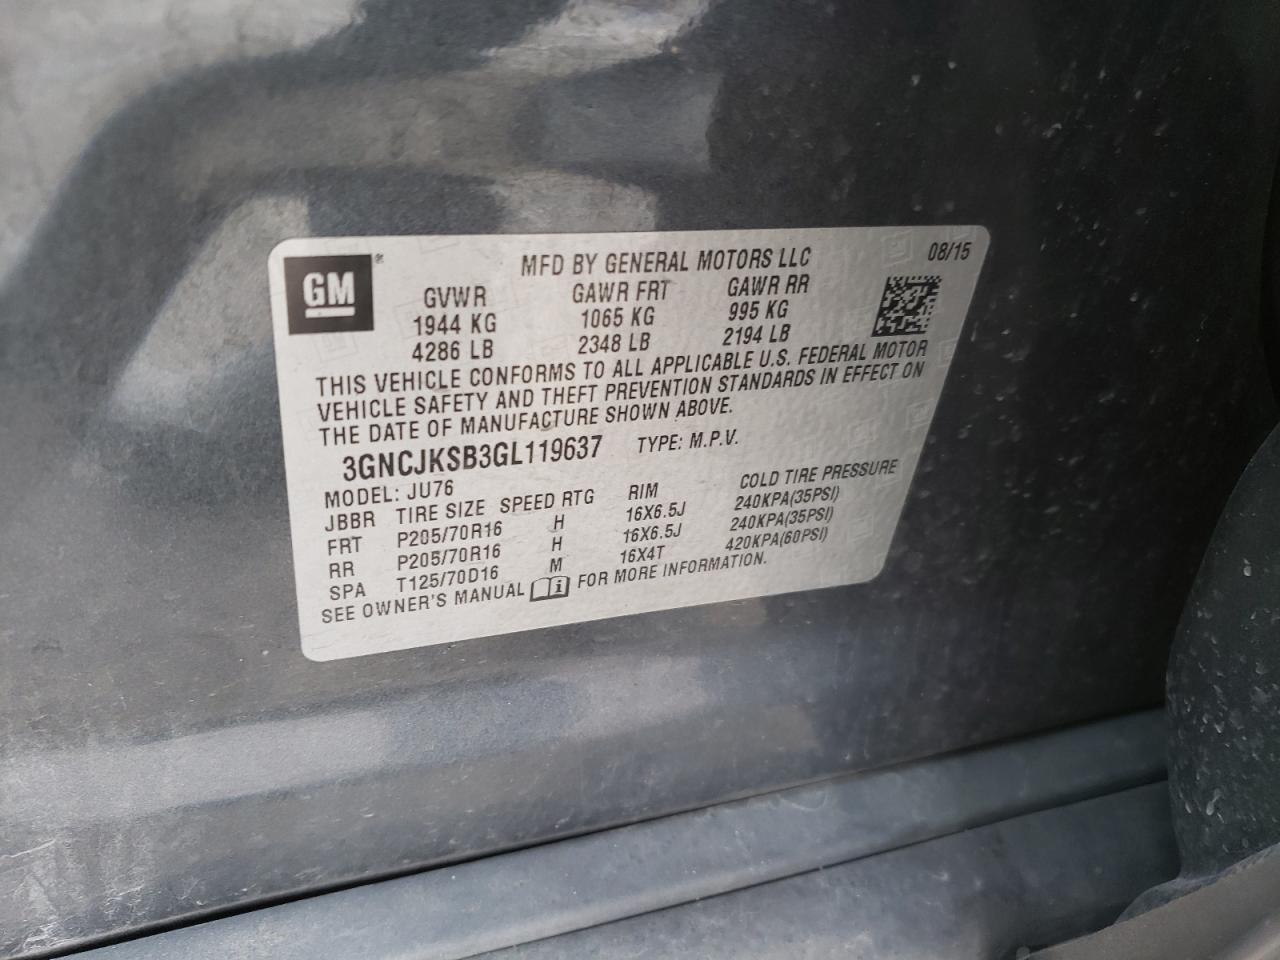 GM®
MFD BY GENERAL MOTORS LLC 08/15
GVWR GAWR FRT GAWR RR
1944 KG 1065 KG 995 KG
4286 LB 2348 LB 2194 LB
THIS VEHICLE CONFORMS TO ALL APPLICABLE U.S. FEDERAL MOTOR
VEHICLE SAFETY AND THEFT PREVENTION STANDARDS IN EFFECT ON
THE DATE OF MANUFACTURE SHOWN ABOVE.
3GNCJKSB3GL119637 TYPE: M.P.V.
MODEL: JU76
JBBR TIRE SIZE SPEED RTG RIM COLD TIRE PRESSURE
FRT P205/70R16 H 16X6.5J 240KPA(35PSI)
RR P205/70R16 H 16X6.5J 240KPA(35PSI)
SPA T125/70D16 M 16X4T 420KPA(60PSI)
SEE OWNER'S MANUAL i FOR MORE INFORMATION.